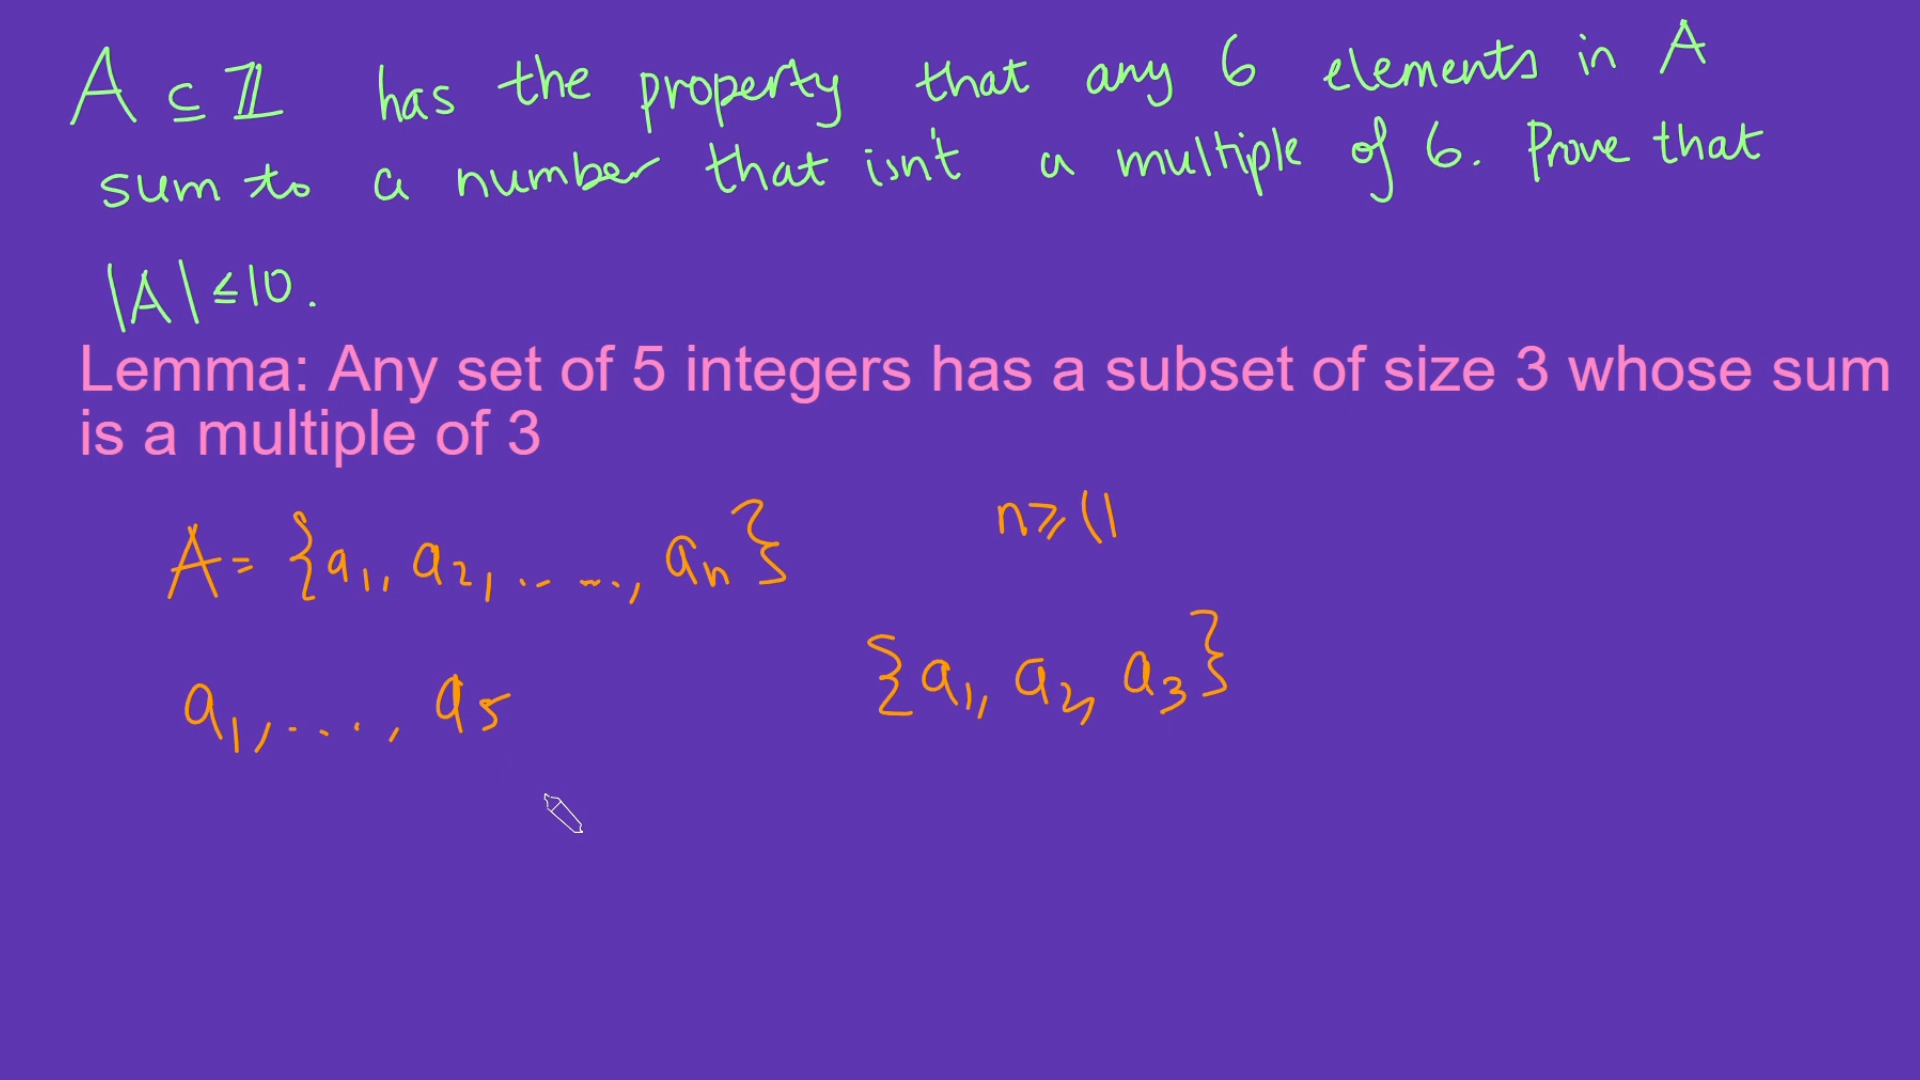 A ⊆ ℤ has the property that any 6 elements in A
sum to a number that isn't a multiple of 6. Prove that
|A| ≤ 10.
Lemma: Any set of 5 integers has a subset of size 3 whose sum
is a multiple of 3
A = {a₁, a₂, ......, aₙ} n ⩾ 11
a₁, ..., a₅ {a₁, a₂, a₃}